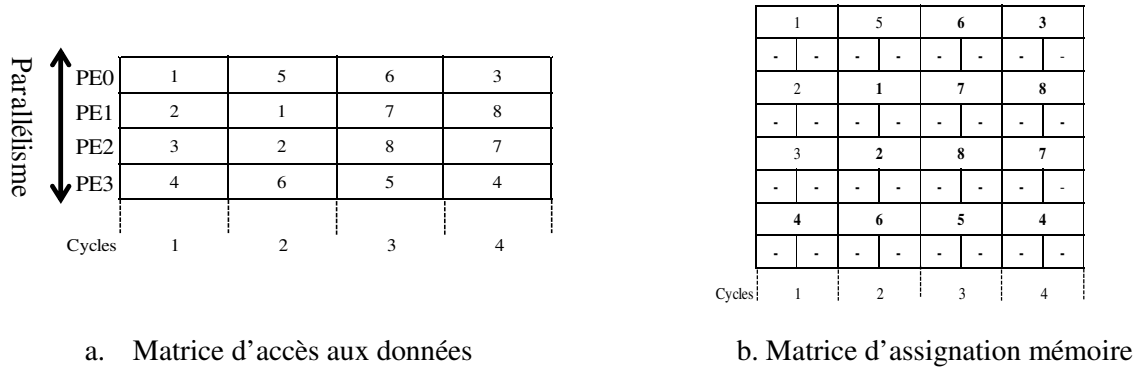 Parallélisme
PE0 1 5 6 3
PE1 2 1 7 8
PE2 3 2 8 7
PE3 4 6 5 4
Cycles 1 2 3 4
a. Matrice d'accès aux données
1 5 6 3
- - - - - - - -
2 1 7 8
- - - - - - - -
3 2 8 7
- - - - - - - -
4 6 5 4
- - - - - - - -
Cycles 1 2 3 4
b. Matrice d'assignation mémoire